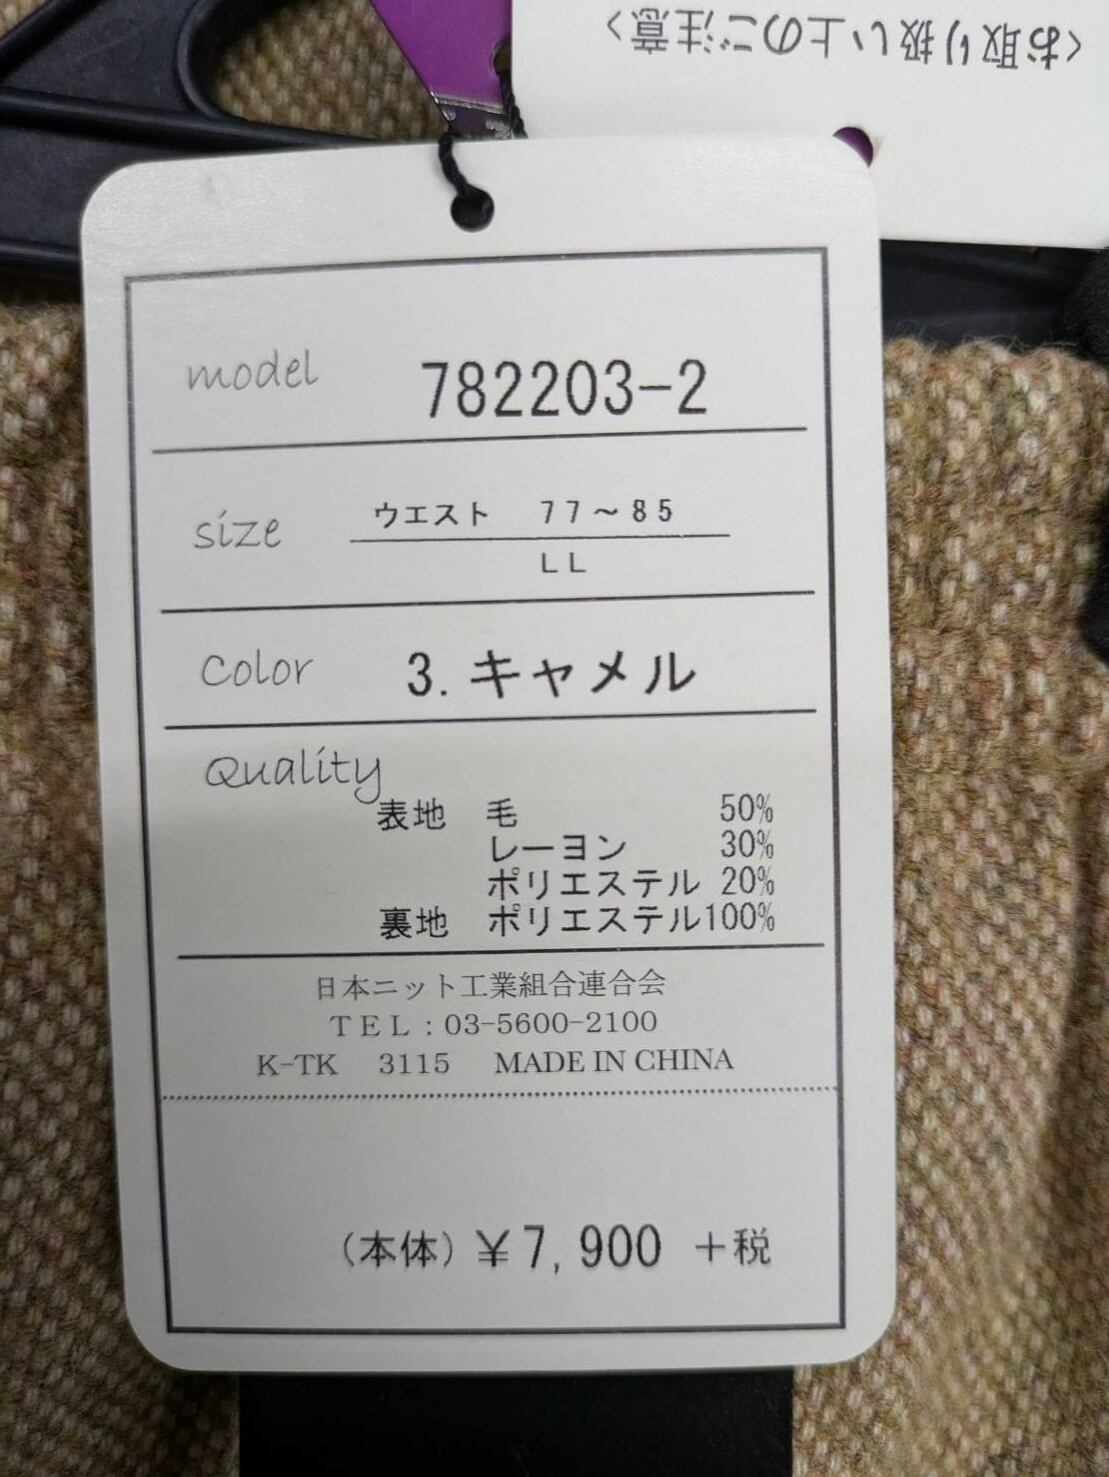 <お取り扱い上のご注意>
model 782203-2
size ウエスト 77～85
LL
Color 3. キャメル
Quality
表地 毛 50%
レーヨン 30%
ポリエステル 20%
裏地 ポリエステル100%
日本ニット工業組合連合会
TEL:03-5600-2100
K-TK 3115 MADE IN CHINA
(本体) ¥7,900 +税